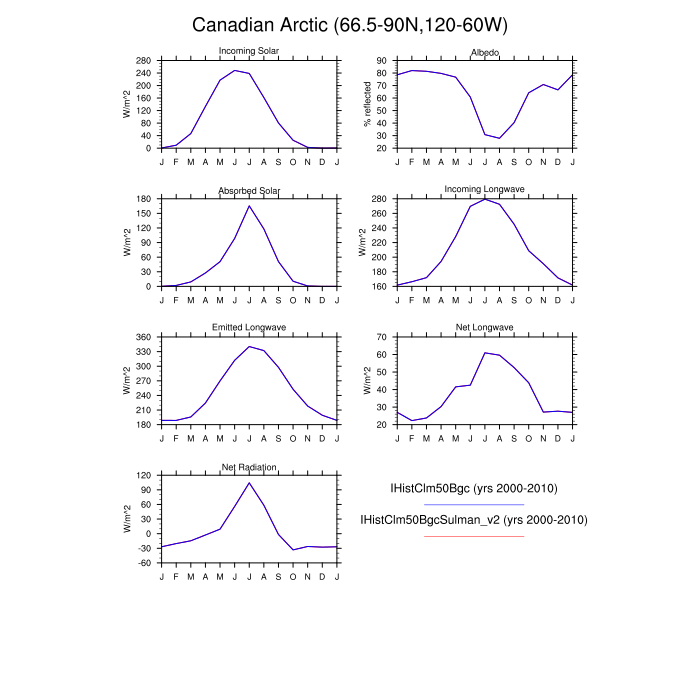 Canadian Arctic (66.5-90N,120-60W)
Incoming Solar
W/m^2
280
240
200
160
120
80
40
0
J F M A M J J A S O N D J
Albedo
% reflected
90
80
70
60
50
40
30
20
J F M A M J J A S O N D J
Absorbed Solar
W/m^2
180
150
120
90
60
30
0
J F M A M J J A S O N D J
Incoming Longwave
W/m^2
280
260
240
220
200
180
160
J F M A M J J A S O N D J
Emitted Longwave
W/m^2
360
330
300
270
240
210
180
J F M A M J J A S O N D J
Net Longwave
W/m^2
70
60
50
40
30
20
J F M A M J J A S O N D J
Net Radiation
W/m^2
120
90
60
30
0
-30
-60
J F M A M J J A S O N D J
IHistClm50Bgc (yrs 2000-2010)
IHistClm50BgcSulman_v2 (yrs 2000-2010)